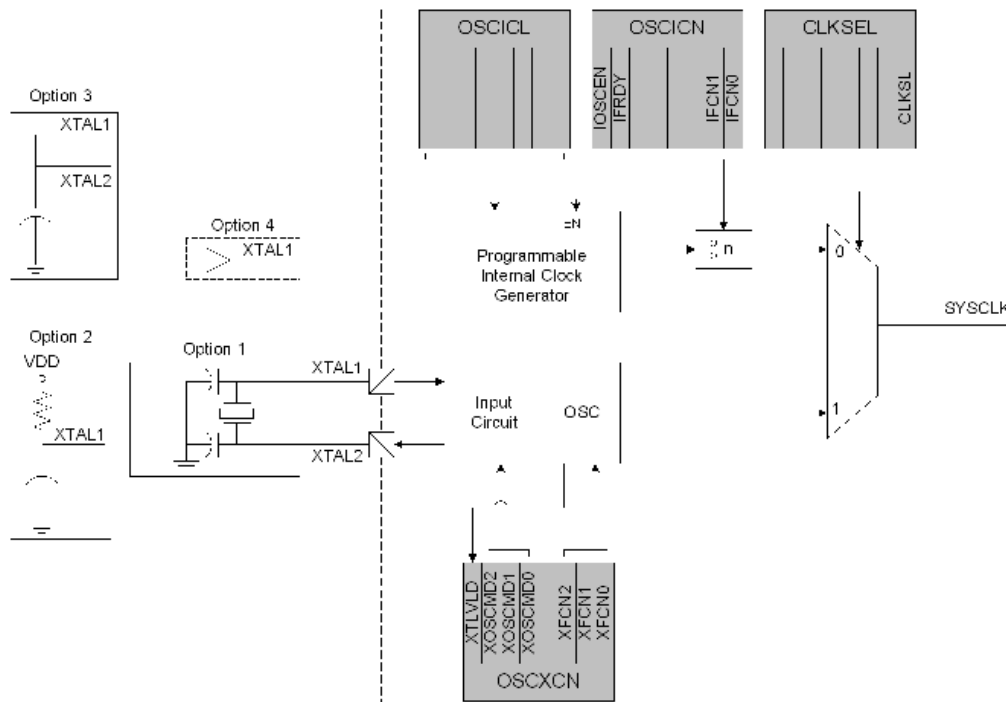 OSCICL
OSCICN
CLKSEL
IOSCEN
IFRDY
IFCN1
IFCN0
CLKSL
Option 3
XTAL1
XTAL2
Option 4
XTAL1
EN
Programmable
Internal Clock
Generator
n
0
SYSCLK
Option 2
VDD
XTAL1
Option 1
XTAL1
XTAL2
Input
Circuit
OSC
1
XTLVLD
XOSCMD2
XOSCMD1
XOSCMD0
XFCN2
XFCN1
XFCN0
OSCXCN